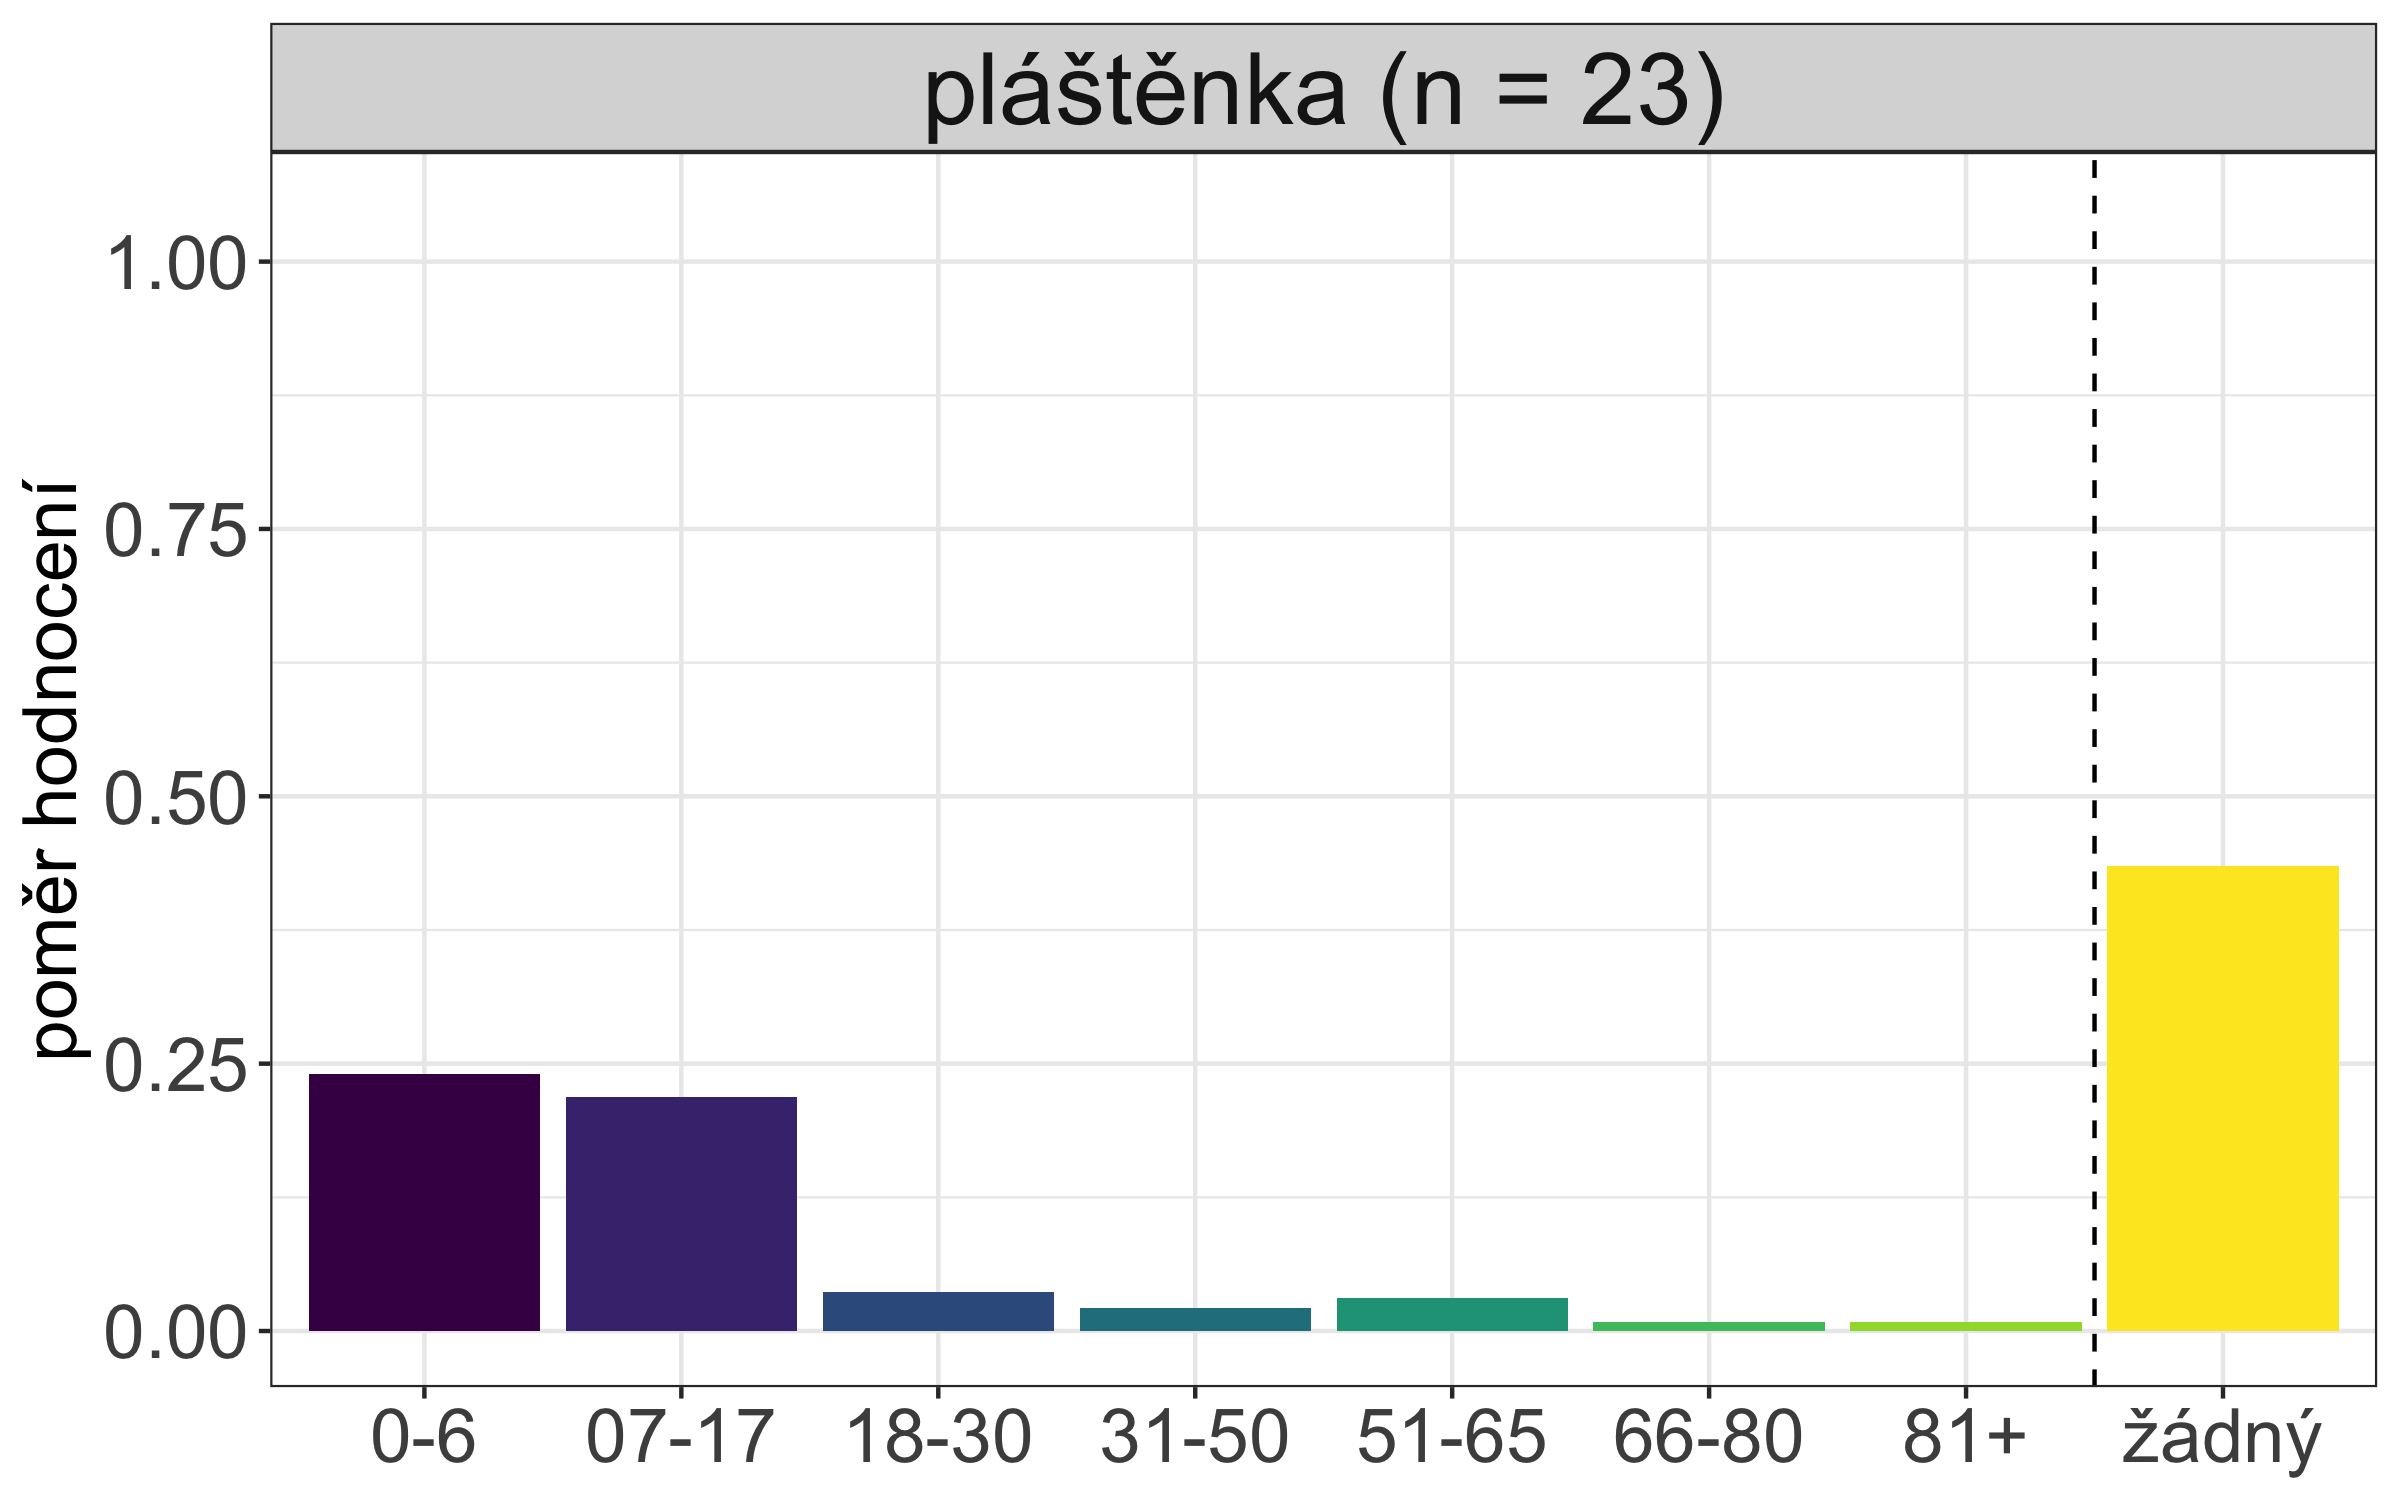 pláštěnka (n = 23)
poměr hodnocení
1.00
0.75
0.50
0.25
0.00
0-6 07-17 18-30 31-50 51-65 66-80 81+ žádný